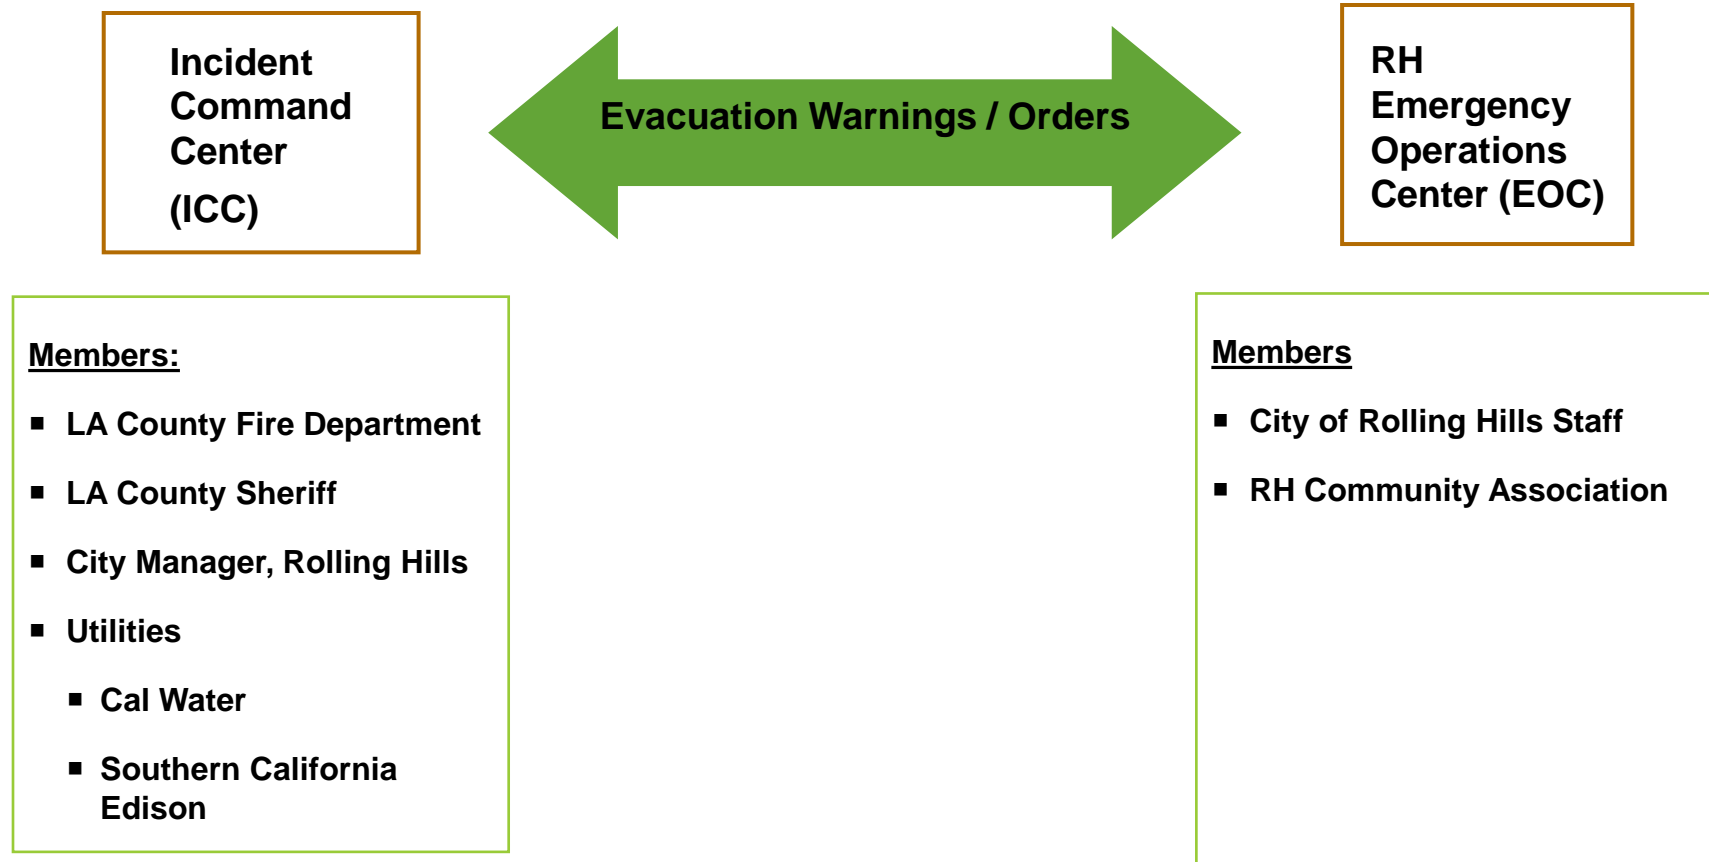 Incident
Command
Center
(ICC)
Evacuation Warnings / Orders
RH
Emergency
Operations
Center (EOC)
Members:
▪ LA County Fire Department
▪ LA County Sheriff
▪ City Manager, Rolling Hills
▪ Utilities
▪ Cal Water
▪ Southern California
Edison
Members
▪ City of Rolling Hills Staff
▪ RH Community Association